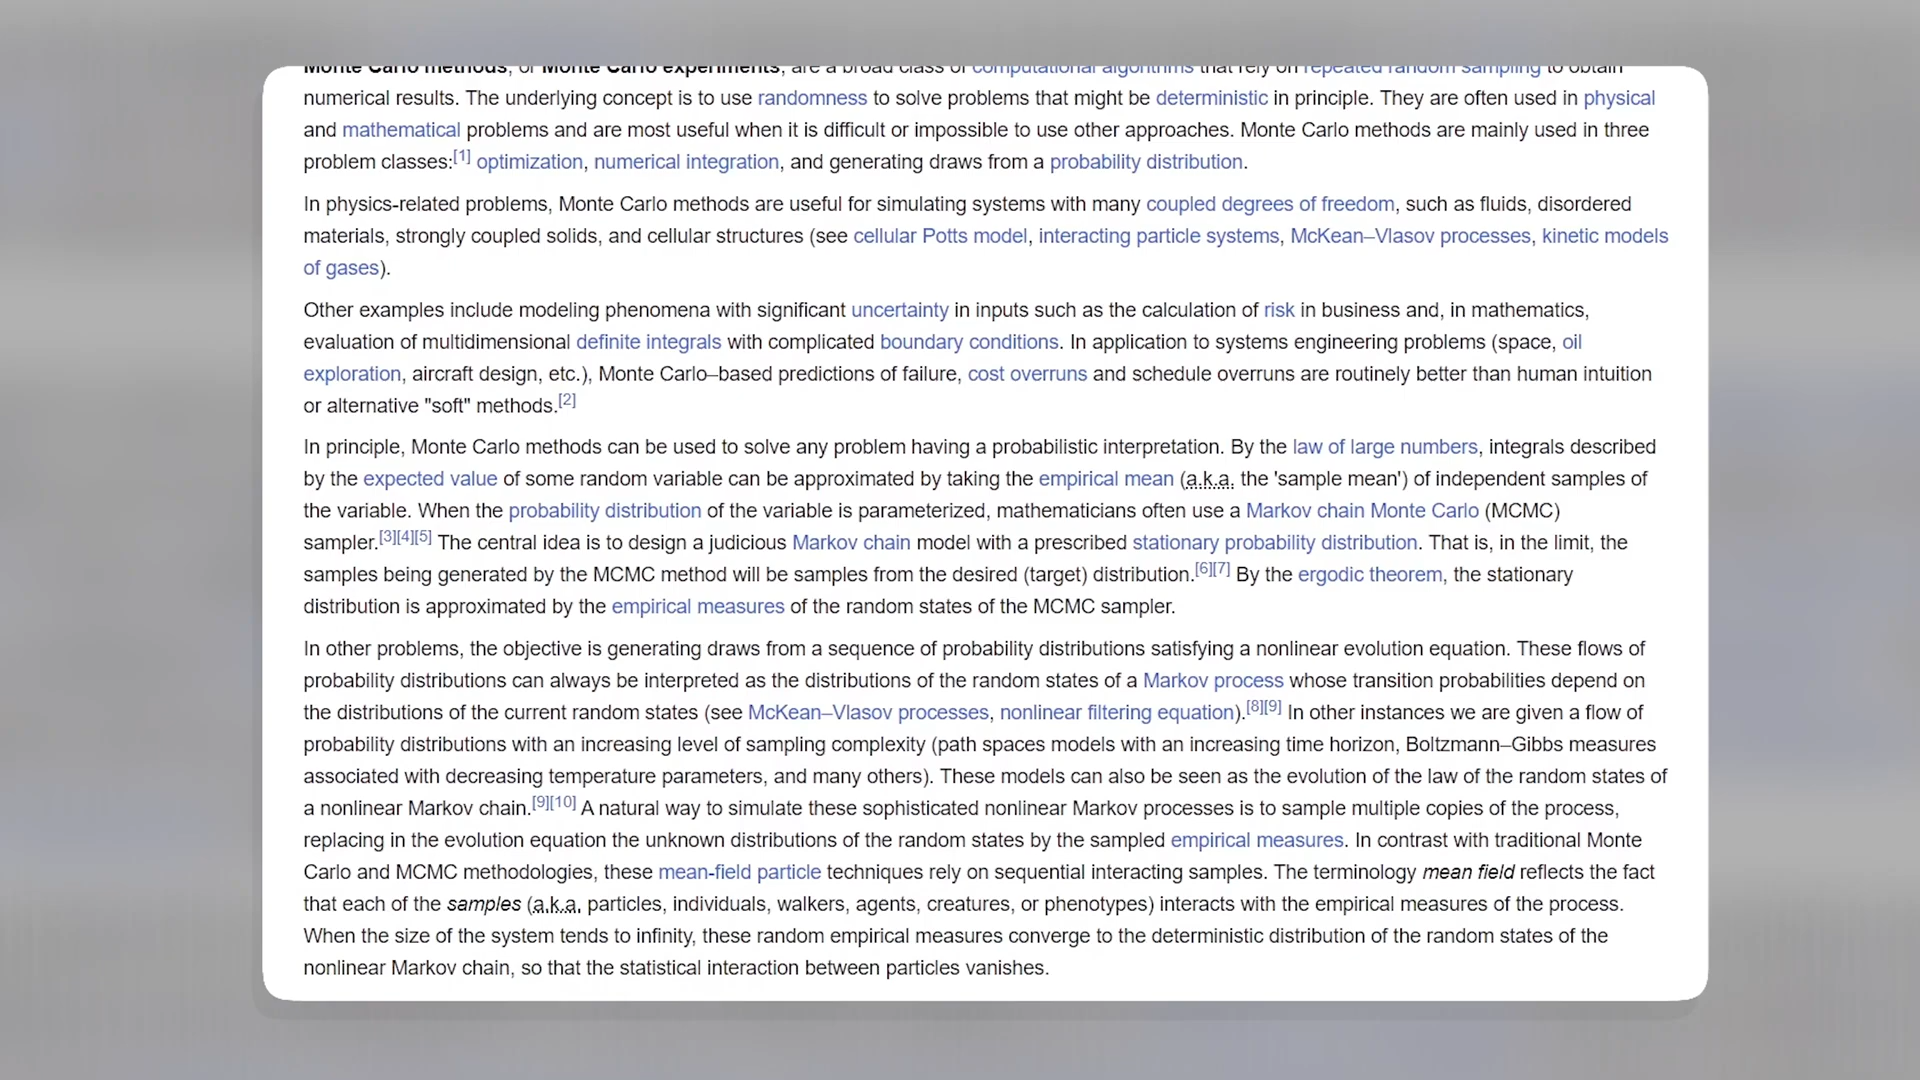 Monte Carlo methods, or Monte Carlo experiments, are a broad class of computational algorithms that rely on repeated random sampling to obtain
numerical results. The underlying concept is to use randomness to solve problems that might be deterministic in principle. They are often used in physical
and mathematical problems and are most useful when it is difficult or impossible to use other approaches. Monte Carlo methods are mainly used in three
problem classes:[1] optimization, numerical integration, and generating draws from a probability distribution.
In physics-related problems, Monte Carlo methods are useful for simulating systems with many coupled degrees of freedom, such as fluids, disordered
materials, strongly coupled solids, and cellular structures (see cellular Potts model, interacting particle systems, McKean–Vlasov processes, kinetic models
of gases).
Other examples include modeling phenomena with significant uncertainty in inputs such as the calculation of risk in business and, in mathematics,
evaluation of multidimensional definite integrals with complicated boundary conditions. In application to systems engineering problems (space, oil
exploration, aircraft design, etc.), Monte Carlo–based predictions of failure, cost overruns and schedule overruns are routinely better than human intuition
or alternative "soft" methods.[2]
In principle, Monte Carlo methods can be used to solve any problem having a probabilistic interpretation. By the law of large numbers, integrals described
by the expected value of some random variable can be approximated by taking the empirical mean (a.k.a. the 'sample mean') of independent samples of
the variable. When the probability distribution of the variable is parameterized, mathematicians often use a Markov chain Monte Carlo (MCMC)
sampler.[3][4][5] The central idea is to design a judicious Markov chain model with a prescribed stationary probability distribution. That is, in the limit, the
samples being generated by the MCMC method will be samples from the desired (target) distribution.[6][7] By the ergodic theorem, the stationary
distribution is approximated by the empirical measures of the random states of the MCMC sampler.
In other problems, the objective is generating draws from a sequence of probability distributions satisfying a nonlinear evolution equation. These flows of
probability distributions can always be interpreted as the distributions of the random states of a Markov process whose transition probabilities depend on
the distributions of the current random states (see McKean–Vlasov processes, nonlinear filtering equation).[8][9] In other instances we are given a flow of
probability distributions with an increasing level of sampling complexity (path spaces models with an increasing time horizon, Boltzmann–Gibbs measures
associated with decreasing temperature parameters, and many others). These models can also be seen as the evolution of the law of the random states of
a nonlinear Markov chain.[9][10] A natural way to simulate these sophisticated nonlinear Markov processes is to sample multiple copies of the process,
replacing in the evolution equation the unknown distributions of the random states by the sampled empirical measures. In contrast with traditional Monte
Carlo and MCMC methodologies, these mean-field particle techniques rely on sequential interacting samples. The terminology mean field reflects the fact
that each of the samples (a.k.a. particles, individuals, walkers, agents, creatures, or phenotypes) interacts with the empirical measures of the process.
When the size of the system tends to infinity, these random empirical measures converge to the deterministic distribution of the random states of the
nonlinear Markov chain, so that the statistical interaction between particles vanishes.